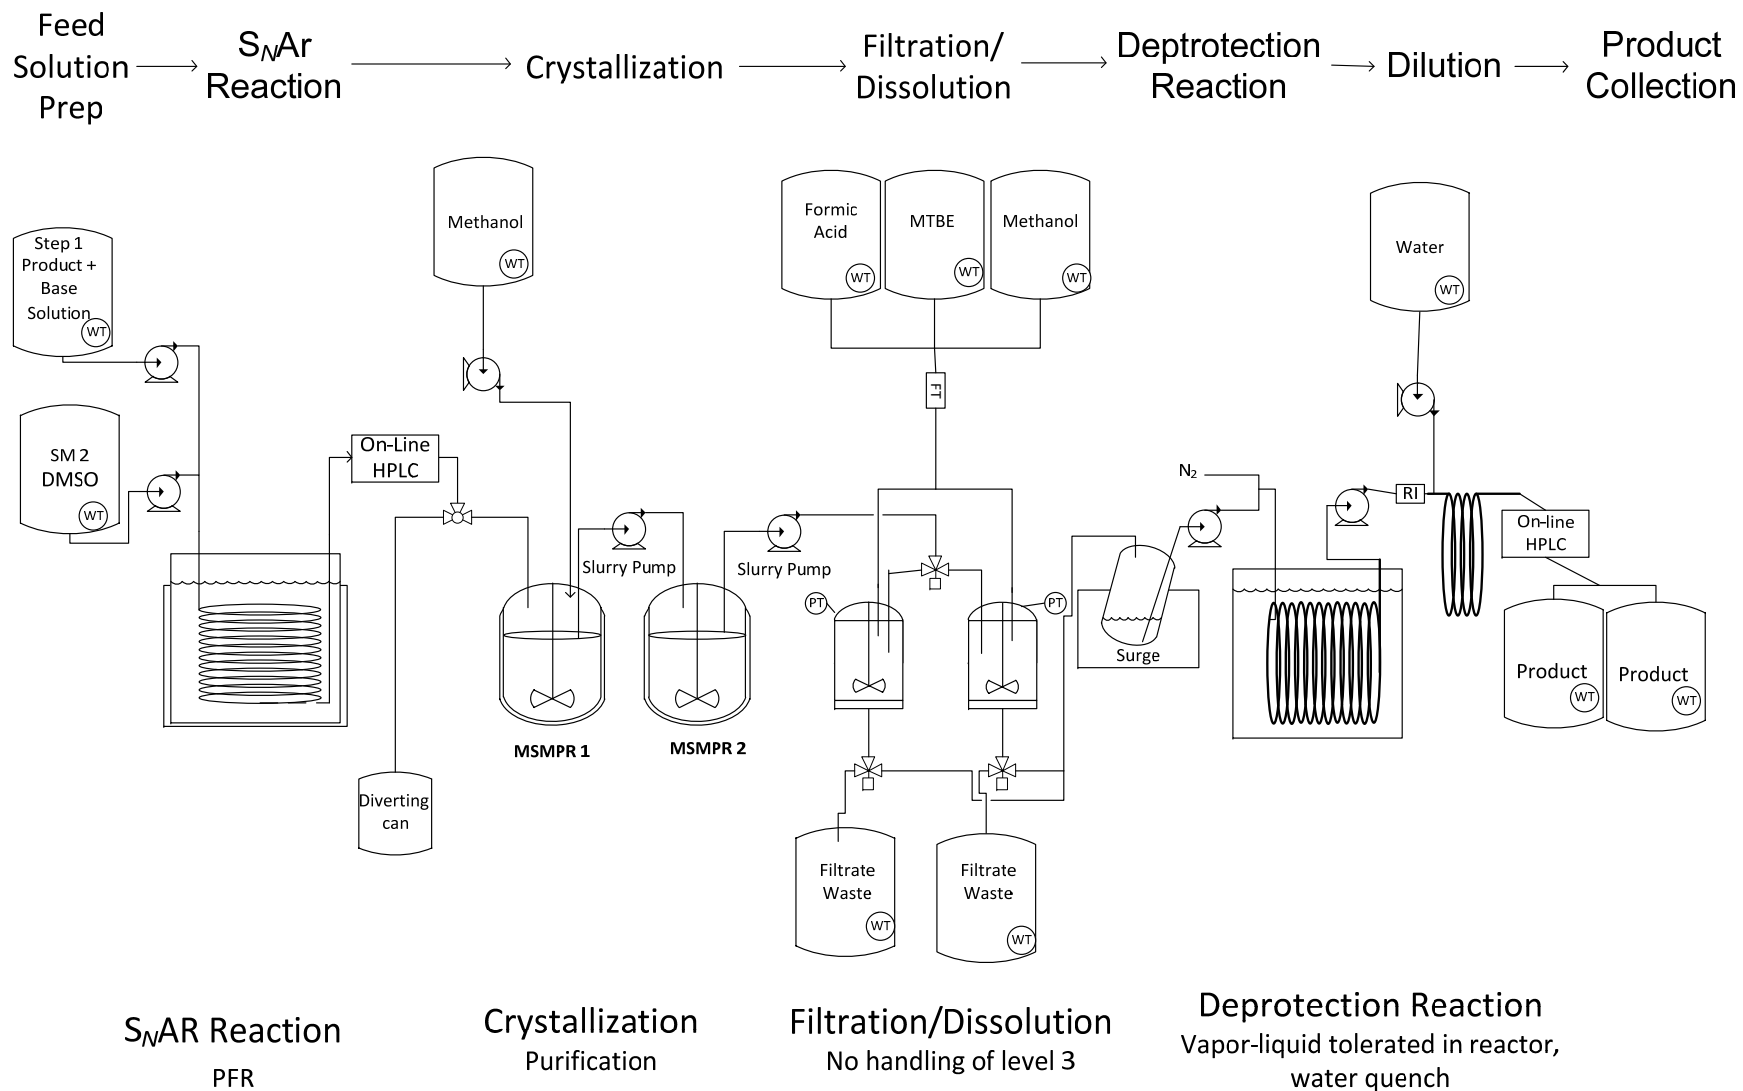 Feed
Solution
Prep
S_NAr
Reaction
Crystallization
Filtration/
Dissolution
Deptrotection
Reaction
Dilution
Product
Collection
Step 1
Product +
Base
Solution
WT
SM 2
DMSO
WT
On-Line
HPLC
Diverting
can
Methanol
WT
Slurry Pump
MSMPR 1
Slurry Pump
MSMPR 2
Formic
Acid
WT
MTBE
WT
Methanol
WT
FT
PT
PT
Filtrate
Waste
WT
Filtrate
Waste
WT
Surge
N2
Water
WT
RI
On-line
HPLC
Product
WT
Product
WT
S_NAR Reaction
PFR
Crystallization
Purification
Filtration/Dissolution
No handling of level 3
Deprotection Reaction
Vapor-liquid tolerated in reactor,
water quench